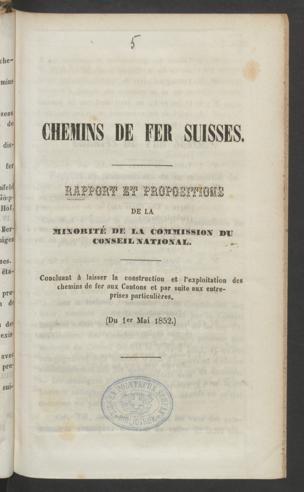 5
CHEMINS DE FER SUISSES.
RAPPORT ET PROPOSITIONS
DE LA
MINORITÉ DE LA COMMISSION DU
CONSEIL NATIONAL.
Concluant à laisser la construction et l'exploitation des
chemins de fer aux Cantons et par suite aux entre-
prises particulières.
(Du 1er Mai 1852.)